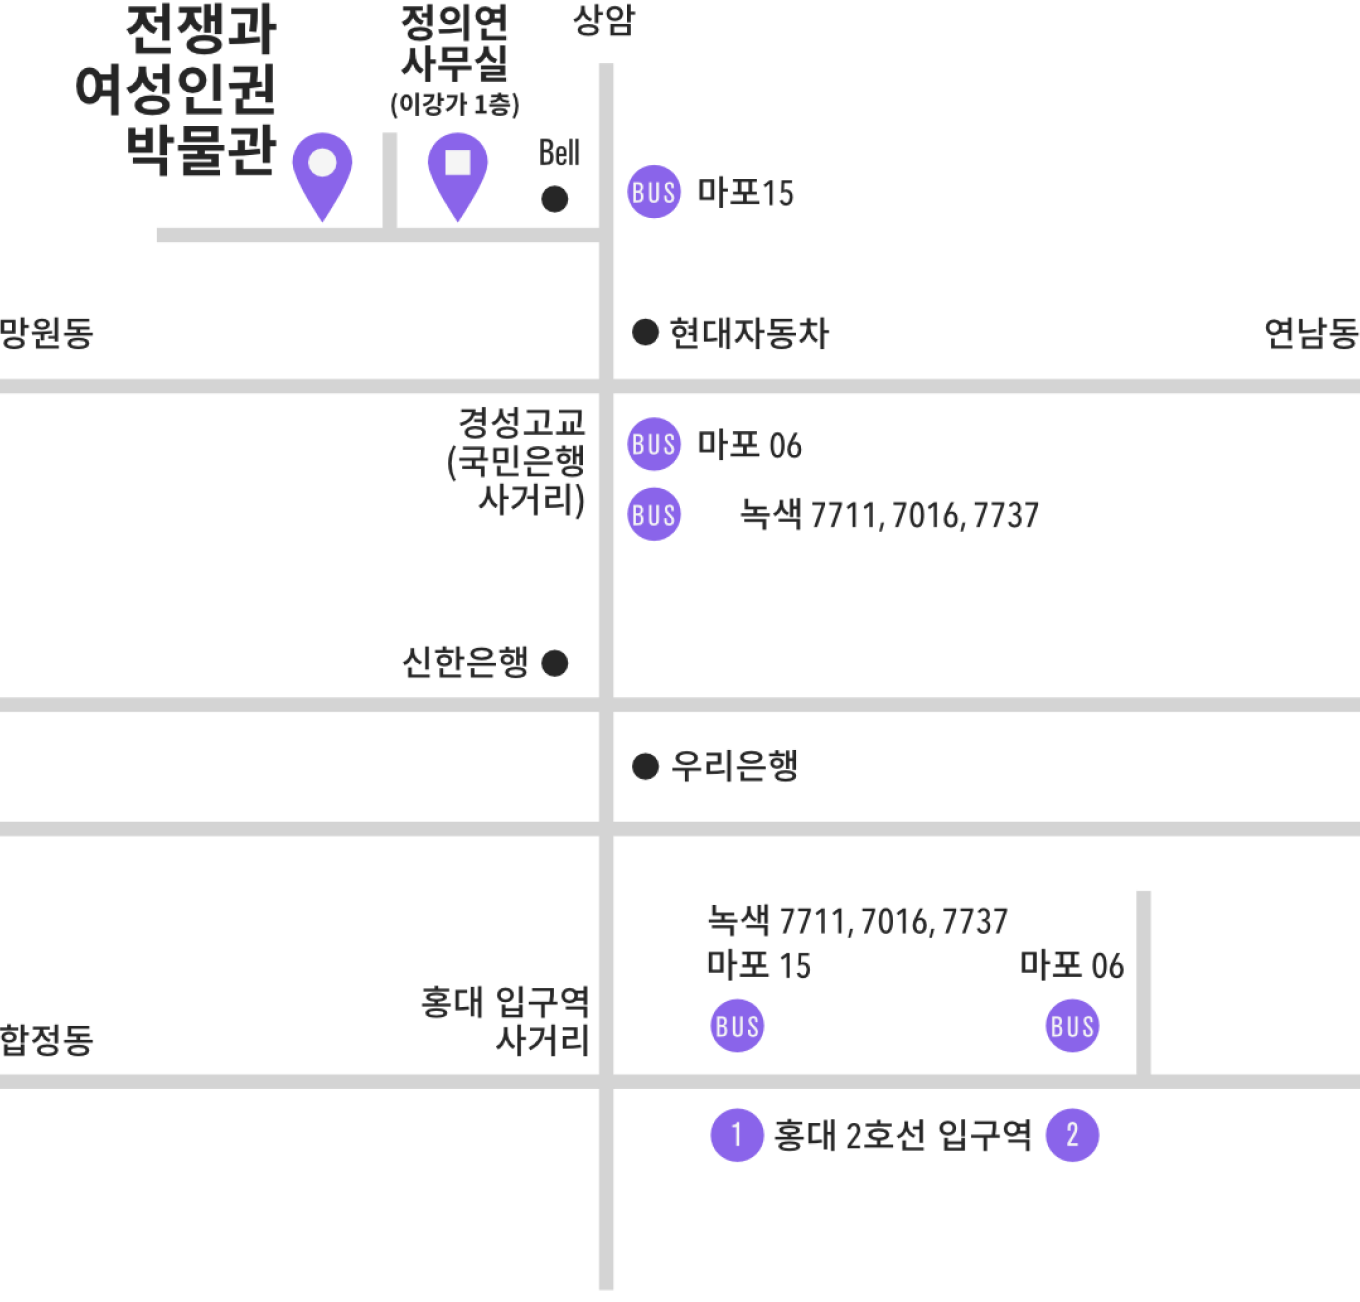 전쟁과
여성인권
박물관
정의연
사무실
(이강가 1층)
상암
Bell
BUS 마포15
망원동
현대자동차
연남동
경성고교
(국민은행
사거리)
BUS 마포 06
BUS 녹색 7711, 7016, 7737
신한은행
우리은행
녹색 7711, 7016, 7737
마포 15
마포 06
BUS
BUS
홍대 입구역
사거리
합정동
1 홍대 2호선 입구역 2